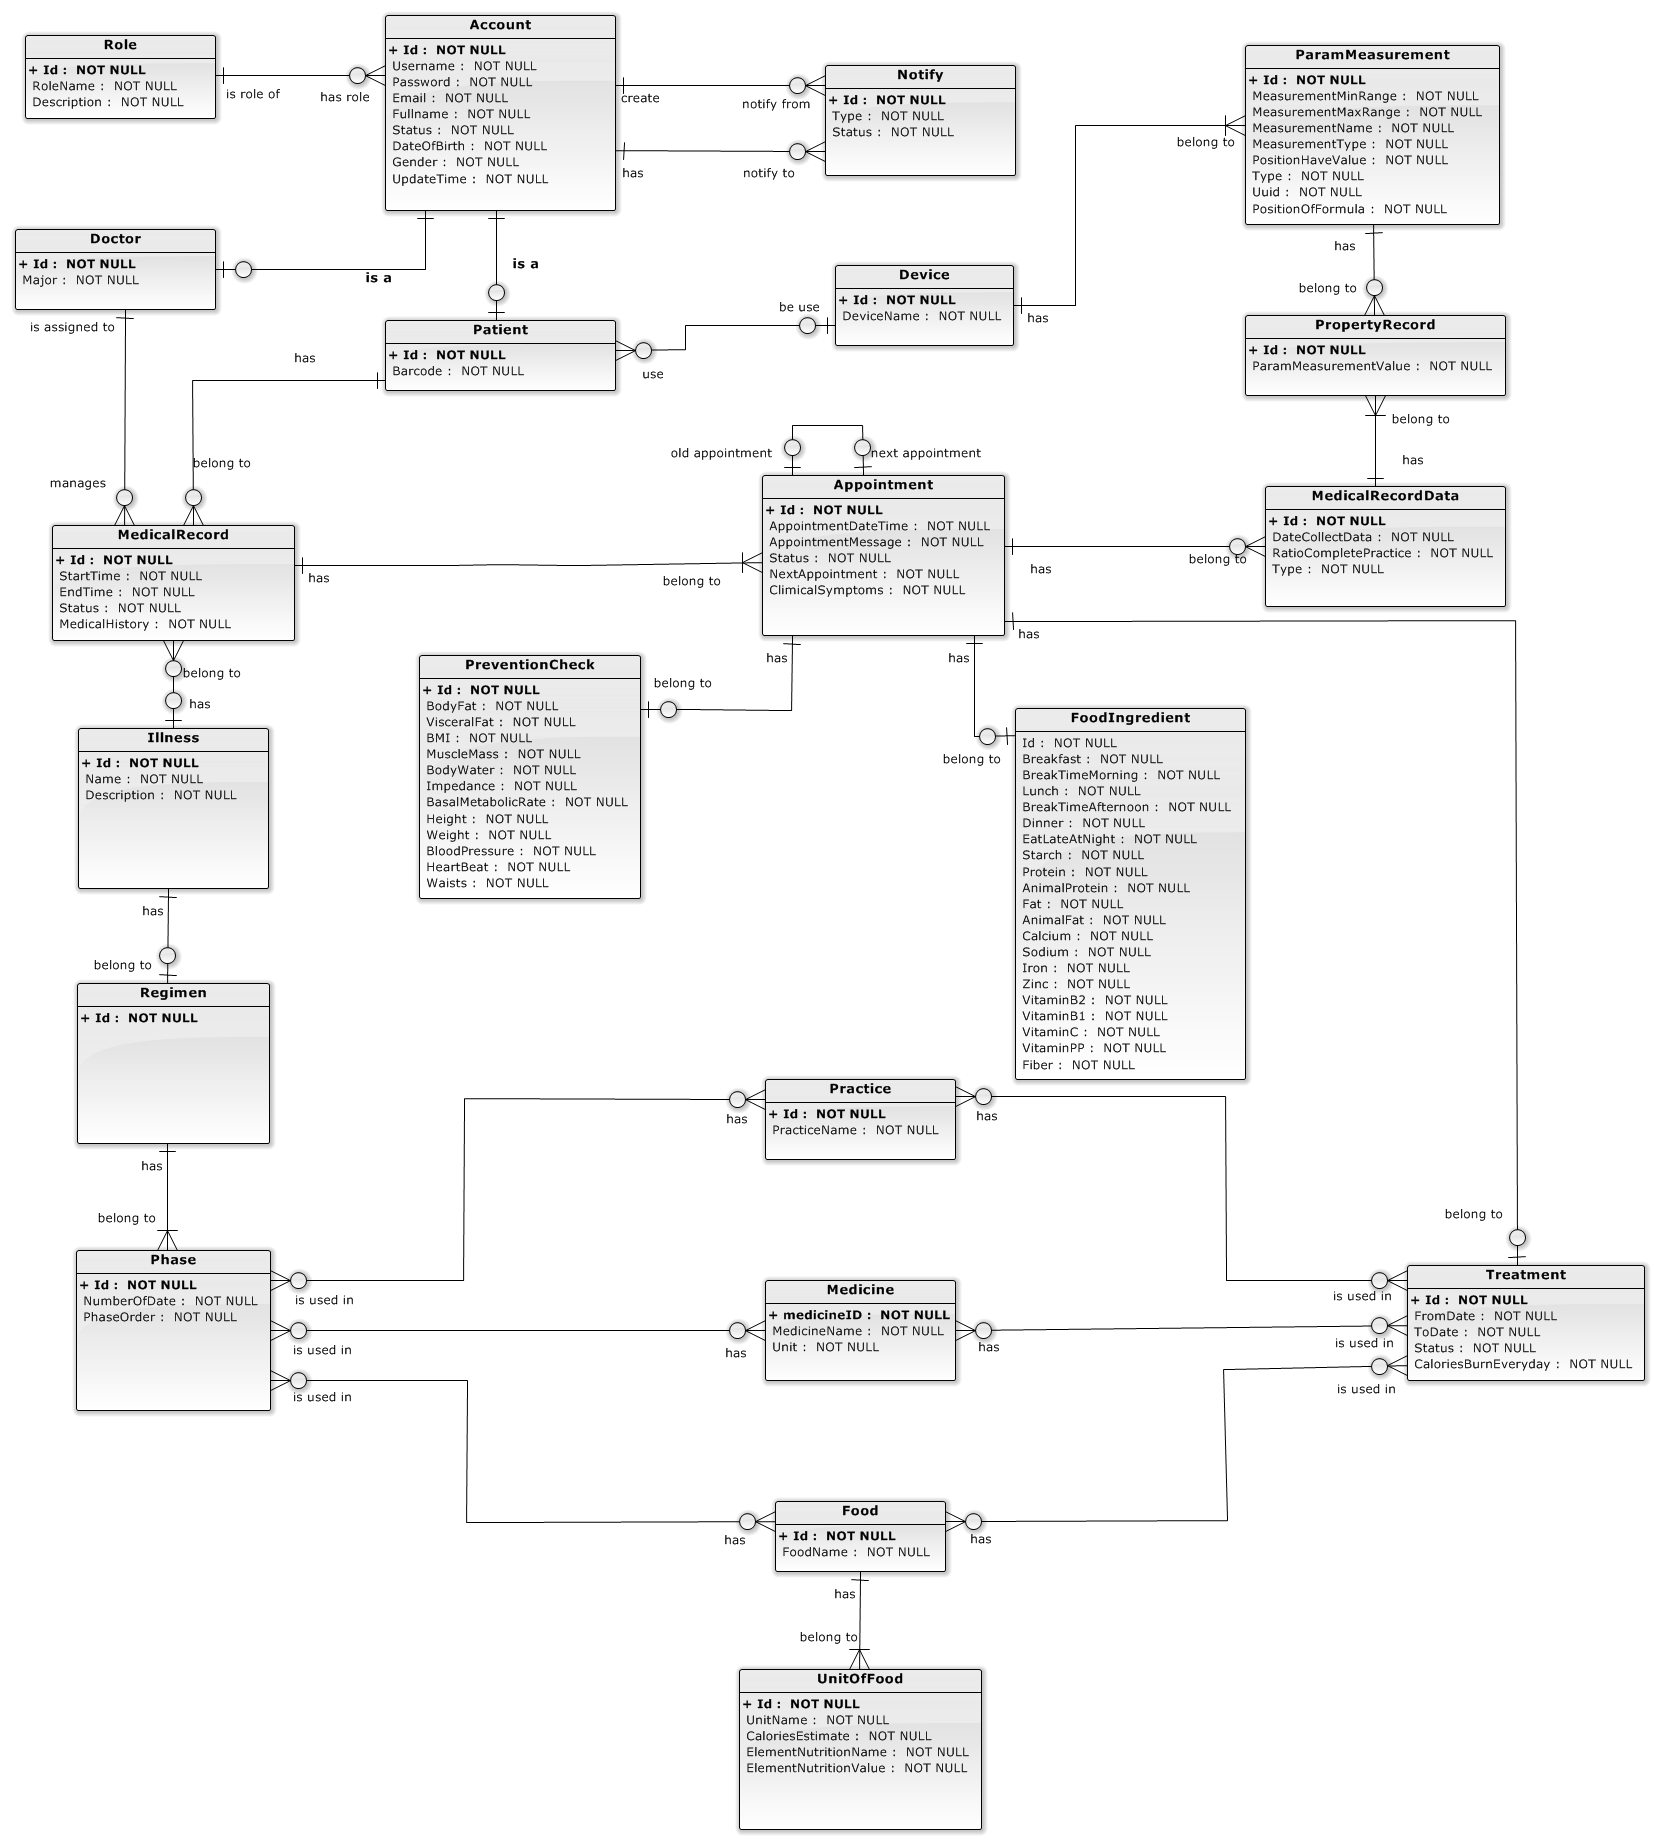 Role
+ Id : NOT NULL
RoleName : NOT NULL
Description : NOT NULL
is role of
has role
Account
+ Id : NOT NULL
Username : NOT NULL
Password : NOT NULL
Email : NOT NULL
Fullname : NOT NULL
Status : NOT NULL
DateOfBirth : NOT NULL
Gender : NOT NULL
UpdateTime : NOT NULL
create
notify from
has
notify to
Notify
+ Id : NOT NULL
Type : NOT NULL
Status : NOT NULL
ParamMeasurement
+ Id : NOT NULL
MeasurementMinRange : NOT NULL
MeasurementMaxRange : NOT NULL
MeasurementName : NOT NULL
MeasurementType : NOT NULL
PositionHaveValue : NOT NULL
Type : NOT NULL
Uuid : NOT NULL
PositionOfFormula : NOT NULL
belong to
has
belong to
Doctor
+ Id : NOT NULL
Major : NOT NULL
is a
is a
is assigned to
Device
+ Id : NOT NULL
DeviceName : NOT NULL
has
be use
use
Patient
+ Id : NOT NULL
Barcode : NOT NULL
has
PropertyRecord
+ Id : NOT NULL
ParamMeasurementValue : NOT NULL
belong to
has
manages
belong to
old appointment
next appointment
Appointment
+ Id : NOT NULL
AppointmentDateTime : NOT NULL
AppointmentMessage : NOT NULL
Status : NOT NULL
NextAppointment : NOT NULL
ClimicalSymptoms : NOT NULL
MedicalRecordData
+ Id : NOT NULL
DateCollectData : NOT NULL
RatioCompletePractice : NOT NULL
Type : NOT NULL
has
belong to
MedicalRecord
+ Id : NOT NULL
StartTime : NOT NULL
EndTime : NOT NULL
Status : NOT NULL
MedicalHistory : NOT NULL
has
belong to
has
has
has
belong to
has
belong to
belong to
PreventionCheck
+ Id : NOT NULL
BodyFat : NOT NULL
VisceralFat : NOT NULL
BMI : NOT NULL
MuscleMass : NOT NULL
BodyWater : NOT NULL
Impedance : NOT NULL
BasalMetabolicRate : NOT NULL
Height : NOT NULL
Weight : NOT NULL
BloodPressure : NOT NULL
HeartBeat : NOT NULL
Waists : NOT NULL
FoodIngredient
Id : NOT NULL
Breakfast : NOT NULL
BreakTimeMorning : NOT NULL
Lunch : NOT NULL
BreakTimeAfternoon : NOT NULL
Dinner : NOT NULL
EatLateAtNight : NOT NULL
Starch : NOT NULL
Protein : NOT NULL
AnimalProtein : NOT NULL
Fat : NOT NULL
AnimalFat : NOT NULL
Calcium : NOT NULL
Sodium : NOT NULL
Iron : NOT NULL
Zinc : NOT NULL
VitaminB2 : NOT NULL
VitaminB1 : NOT NULL
VitaminC : NOT NULL
VitaminPP : NOT NULL
Fiber : NOT NULL
Illness
+ Id : NOT NULL
Name : NOT NULL
Description : NOT NULL
has
belong to
Regimen
+ Id : NOT NULL
has
belong to
Practice
+ Id : NOT NULL
PracticeName : NOT NULL
has
has
belong to
Phase
+ Id : NOT NULL
NumberOfDate : NOT NULL
PhaseOrder : NOT NULL
is used in
is used in
is used in
Medicine
+ medicineID : NOT NULL
MedicineName : NOT NULL
Unit : NOT NULL
has
has
Treatment
+ Id : NOT NULL
FromDate : NOT NULL
ToDate : NOT NULL
Status : NOT NULL
CaloriesBurnEveryday : NOT NULL
is used in
is used in
is used in
Food
+ Id : NOT NULL
FoodName : NOT NULL
has
has
has
belong to
UnitOfFood
+ Id : NOT NULL
UnitName : NOT NULL
CaloriesEstimate : NOT NULL
ElementNutritionName : NOT NULL
ElementNutritionValue : NOT NULL